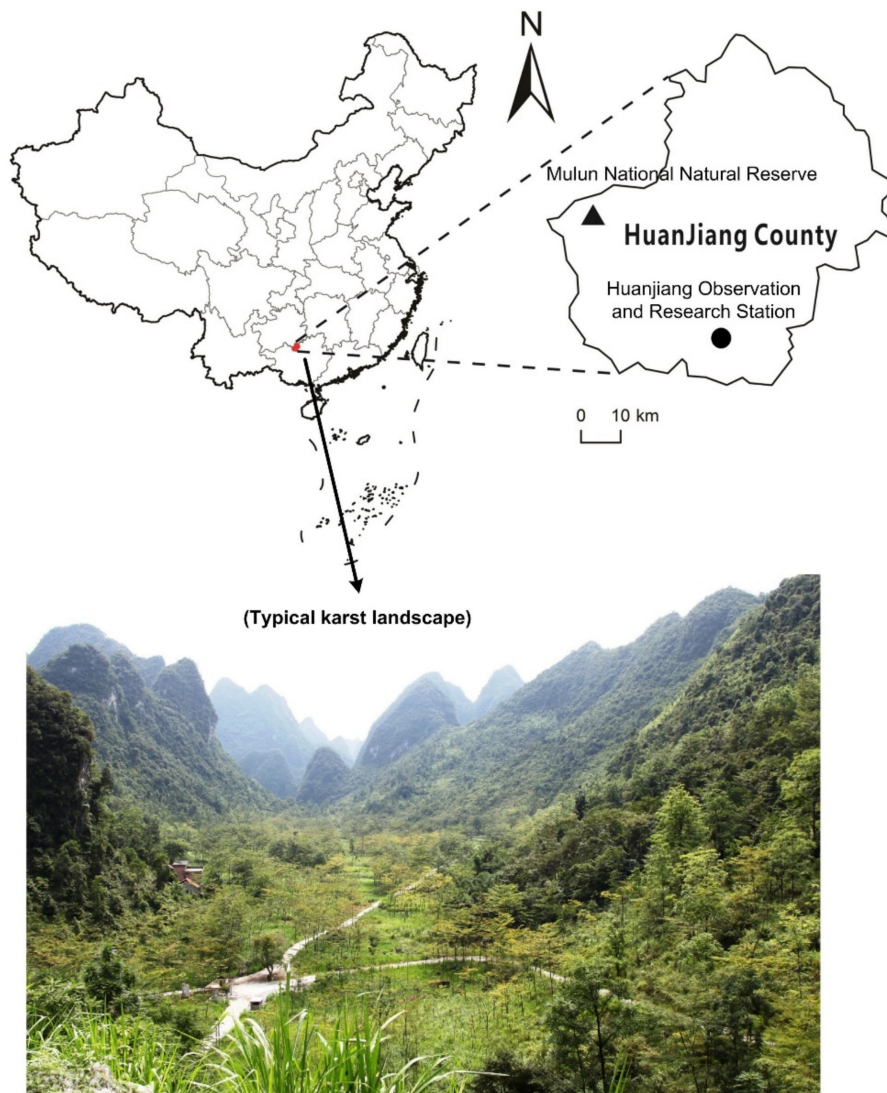 N
Mulun National Natural Reserve
HuanJiang County
Huanjiang Observation
and Research Station
0 10 km
(Typical karst landscape)